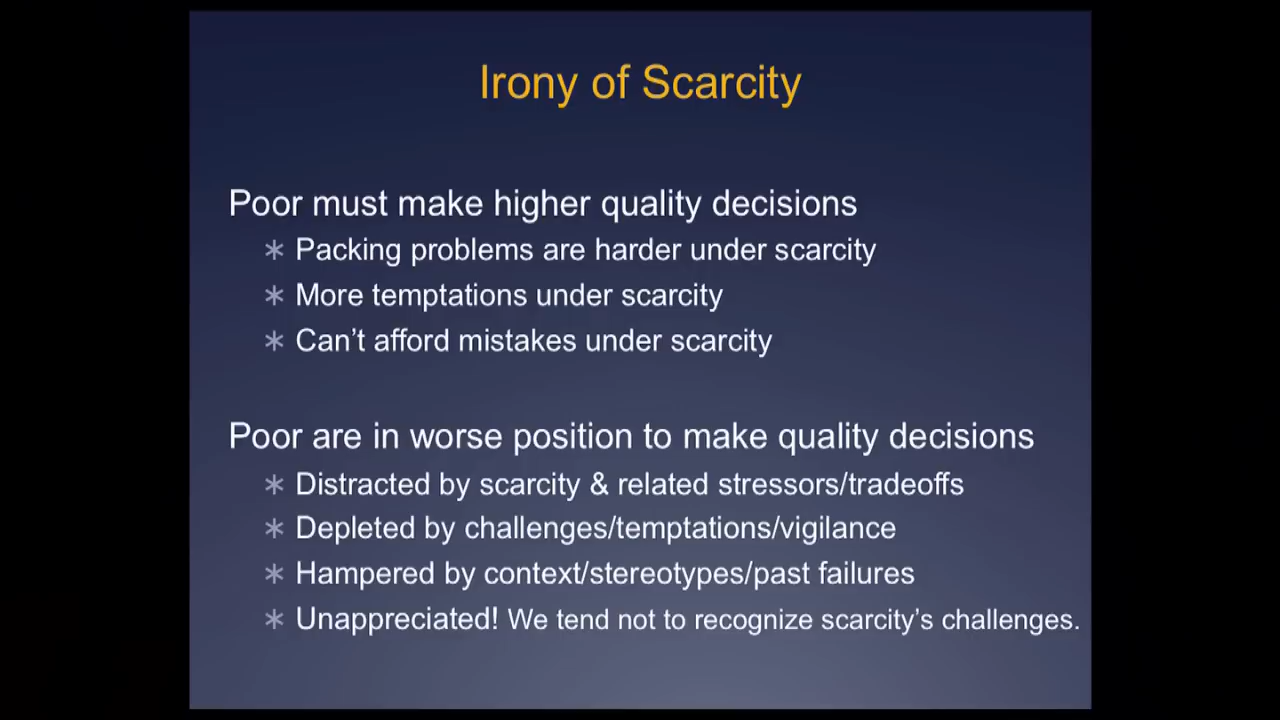 Irony of Scarcity
Poor must make higher quality decisions
* Packing problems are harder under scarcity
* More temptations under scarcity
* Can’t afford mistakes under scarcity
Poor are in worse position to make quality decisions
* Distracted by scarcity & related stressors/tradeoffs
* Depleted by challenges/temptations/vigilance
* Hampered by context/stereotypes/past failures
* Unappreciated! We tend not to recognize scarcity’s challenges.